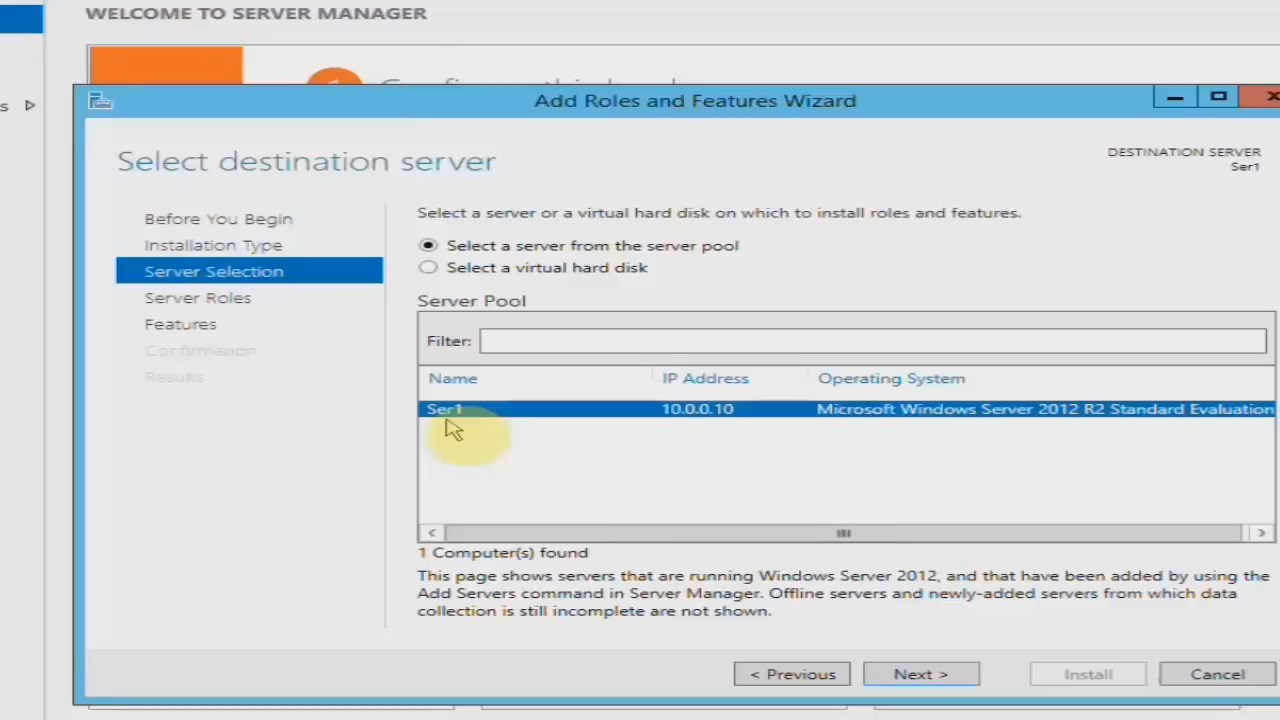 WELCOME TO SERVER MANAGER
s
Add Roles and Features Wizard
Select destination server
DESTINATION SERVER
Ser1
Before You Begin
Installation Type
Server Selection
Server Roles
Features
Confirmation
Results
Select a server or a virtual hard disk on which to install roles and features.
Select a server from the server pool
Select a virtual hard disk
Server Pool
Filter:
Name IP Address Operating System
Ser1 10.0.0.10 Microsoft Windows Server 2012 R2 Standard Evaluation
1 Computer(s) found
This page shows servers that are running Windows Server 2012, and that have been added by using the
Add Servers command in Server Manager. Offline servers and newly-added servers from which data
collection is still incomplete are not shown.
< Previous Next > Install Cancel